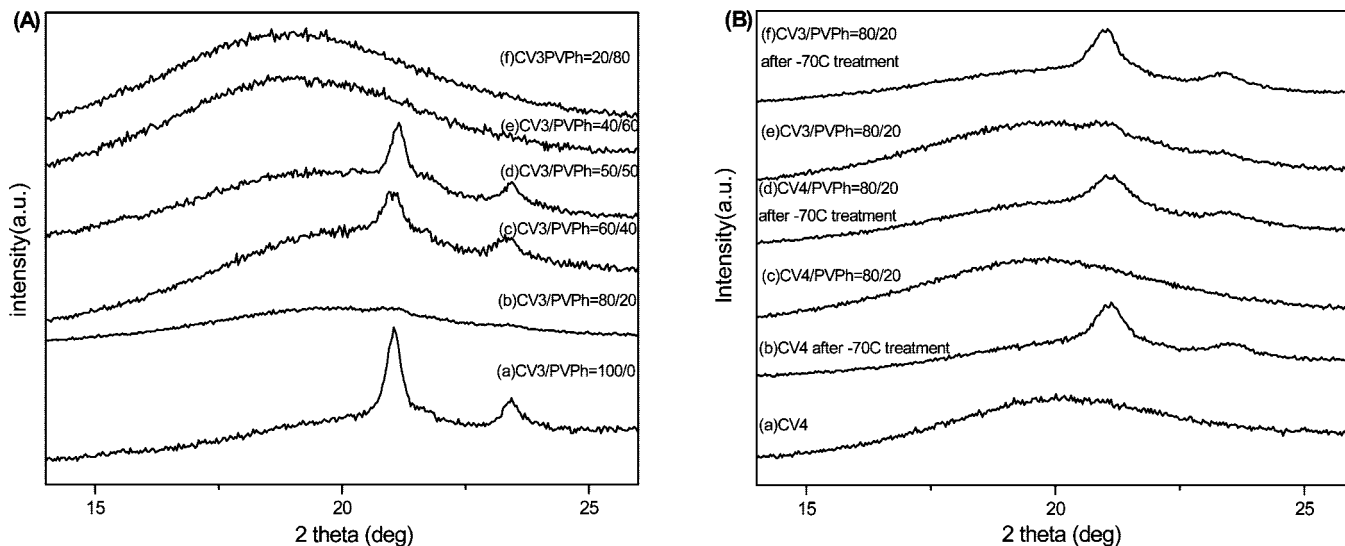 (A)
(f)CV3PVPh=20/80
(e)CV3/PVPh=40/60
(d)CV3/PVPh=50/50
(c)CV3/PVPh=60/40
(b)CV3/PVPh=80/20
(a)CV3/PVPh=100/0
intensity(a.u.)
15 20 25
2 theta (deg)
(B)
(f)CV3/PVPh=80/20
after -70C treatment
(e)CV3/PVPh=80/20
(d)CV4/PVPh=80/20
after -70C treatment
(c)CV4/PVPh=80/20
(b)CV4 after -70C treatment
(a)CV4
Intensity(a.u.)
15 20 25
2 theta (deg)